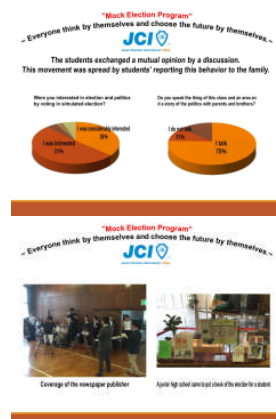 "Mock Election Program"
~ Everyone think by themselves and choose the future by themselves.~
JCI
The students exchanged a mutual opinion by a discussion.
This movement was spread by students' reporting this behavior to the family.
Were you interested in election and politics
by voting in simulated election?
Do you speak the thing of this class and an
it a story of the politics with parents and brothers?
I was considerably interested
I was interested
I do not talk
I talk
"Mock Election Program"
~ Everyone think by themselves and choose the future by themselves.~
JCI
Coverage of the newspaper publisher
A junior high school came to put a book of the election for a student